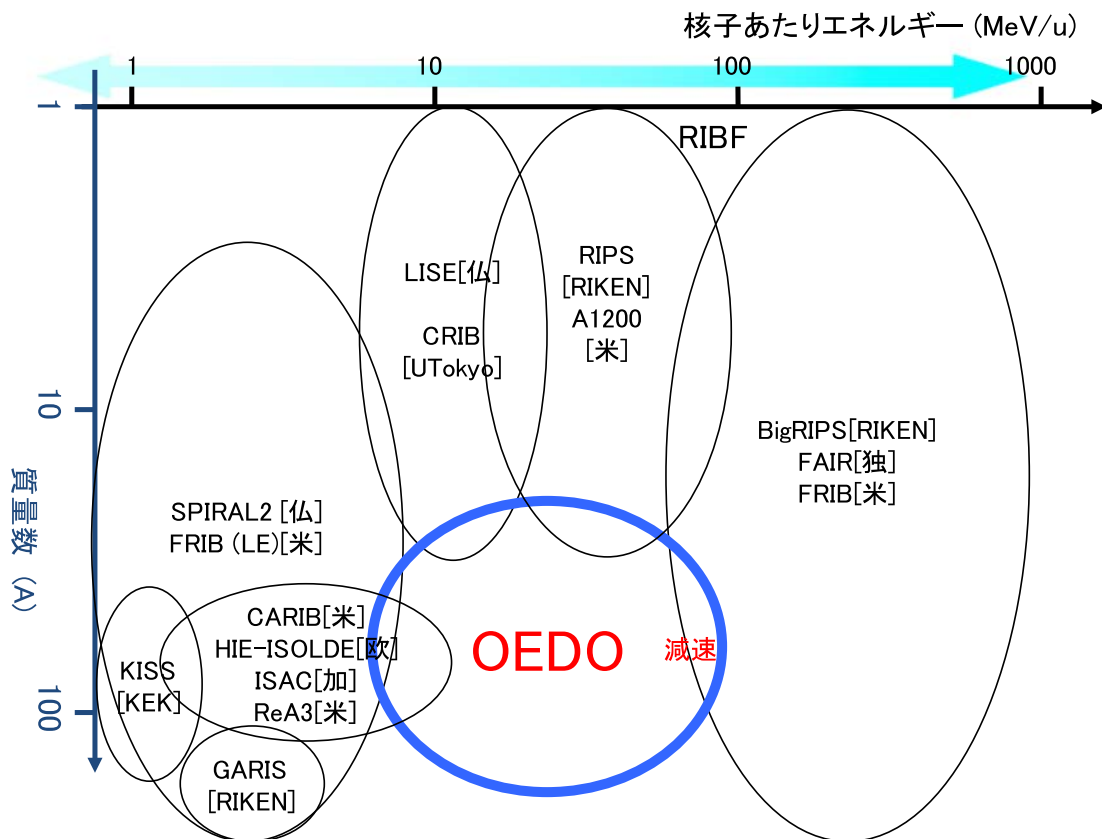 核子あたりエネルギー (MeV/u)
1
10
100
1000
1
10
100
質量数 (A)
RIBF
LISE[仏]
CRIB
[UTokyo]
RIPS
[RIKEN]
A1200
[米]
BigRIPS[RIKEN]
FAIR[独]
FRIB[米]
SPIRAL2 [仏]
FRIB (LE)[米]
CARIB[米]
HIE-ISOLDE[欧]
ISAC[加]
ReA3[米]
KISS
[KEK]
GARIS
[RIKEN]
OEDO
減速